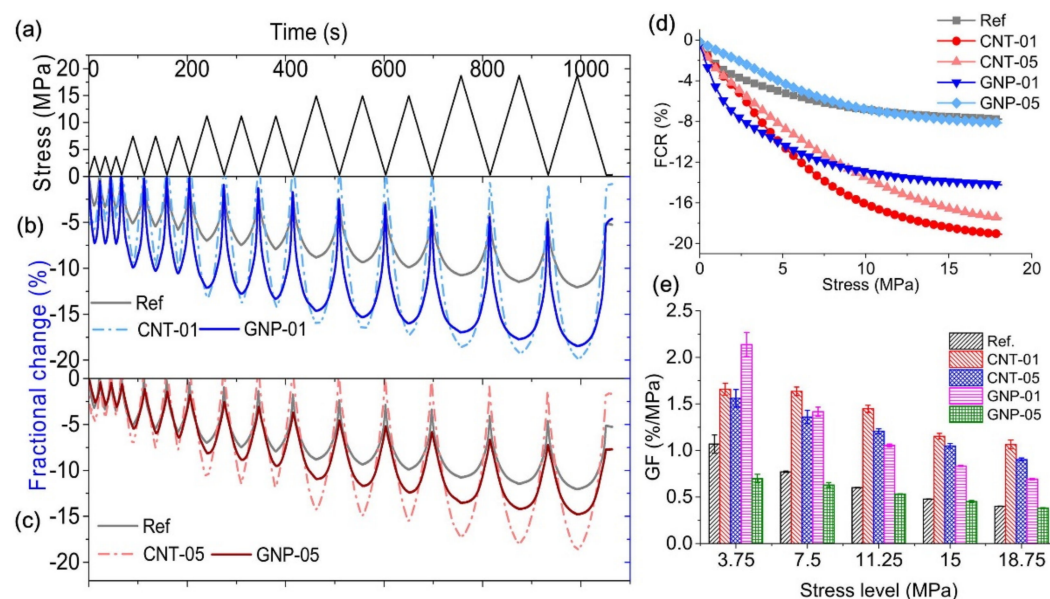 (a)
Time (s)
0 200 400 600 800 1000
Stress (MPa)
20
15
10
5
0
(b)
-5
-10
-15
-20
Ref
CNT-01 GNP-01
Fractional change (%)
0
-5
-10
-15
-20
(c)
Ref
CNT-05 GNP-05
(d)
Ref
CNT-01
CNT-05
GNP-01
GNP-05
FCR (%)
0
-4
-8
-12
-16
-20
0 5 10 15 20
Stress (MPa)
(e)
Ref.
CNT-01
CNT-05
GNP-01
GNP-05
GF (%/MPa)
2.5
2.0
1.5
1.0
0.5
0.0
3.75 7.5 11.25 15 18.75
Stress level (MPa)